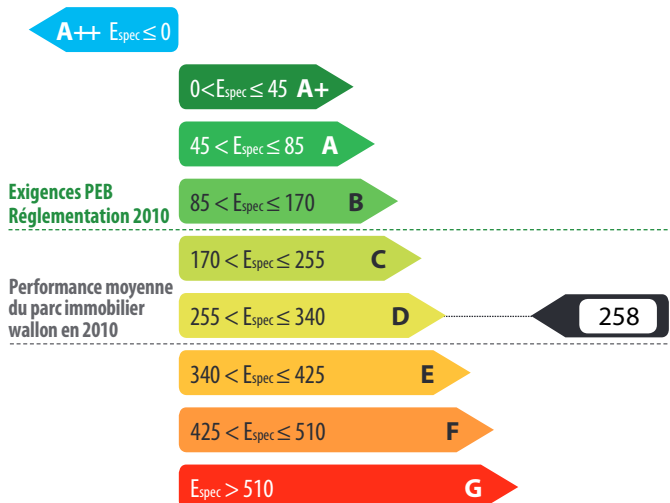 A++ Espec ≤ 0
0<Espec ≤ 45 A+
45 < Espec ≤ 85 A
Exigences PEB
Réglementation 2010
85 < Espec ≤ 170 B
170 < Espec ≤ 255 C
Performance moyenne
du parc immobilier
wallon en 2010
255 < Espec ≤ 340 D
258
340 < Espec ≤ 425 E
425 < Espec ≤ 510 F
Espec > 510 G